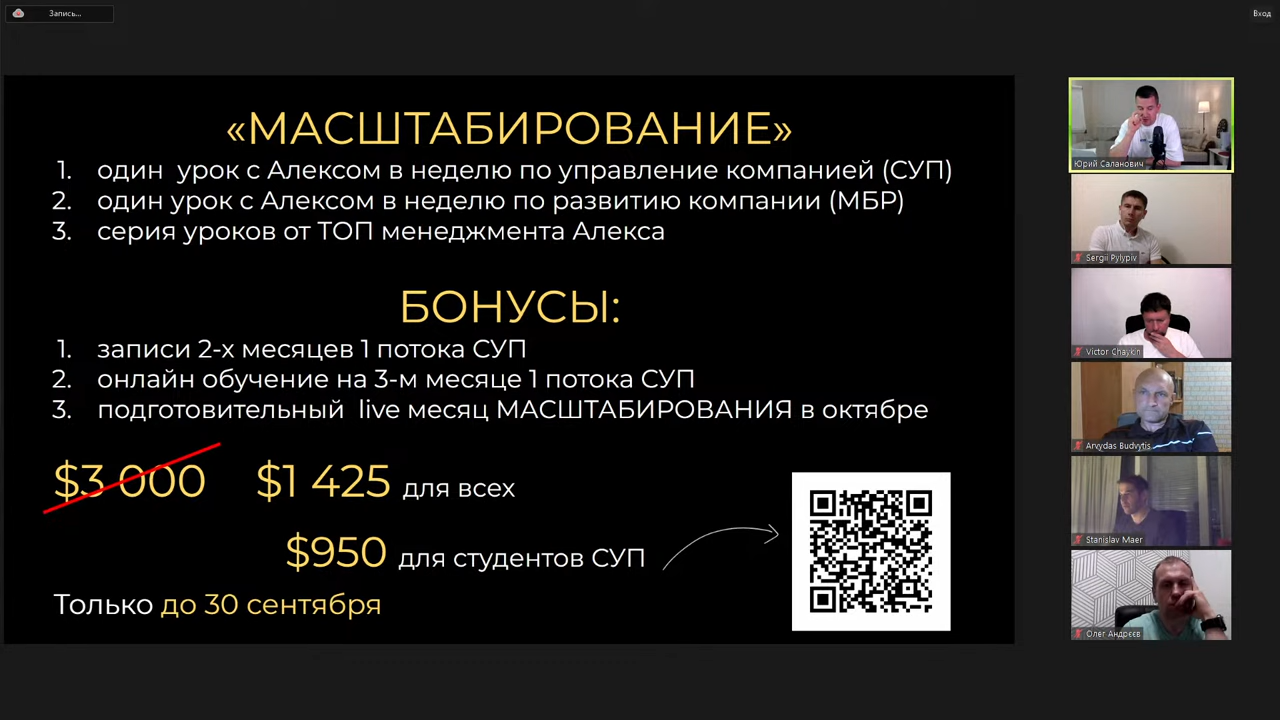 Запись...
Вход
«МАСШТАБИРОВАНИЕ»
1. один урок с Алексом в неделю по управление компанией (СУП)
2. один урок с Алексом в неделю по развитию компании (МБР)
3. серия уроков от ТОП менеджмента Алекса
БОНУСЫ:
1. записи 2-х месяцев 1 потока СУП
2. онлайн обучение на 3-м месяце 1 потока СУП
3. подготовительный live месяц МАСШТАБИРОВАНИЯ в октябре
$3 000 $1 425 для всех
$950 для студентов СУП
Только до 30 сентября
Юрий Саланович
Sergii Pylypiv
Victor Chaykin
Arvydas Budvytis
Stanislav Maer
Олег Андрєєв